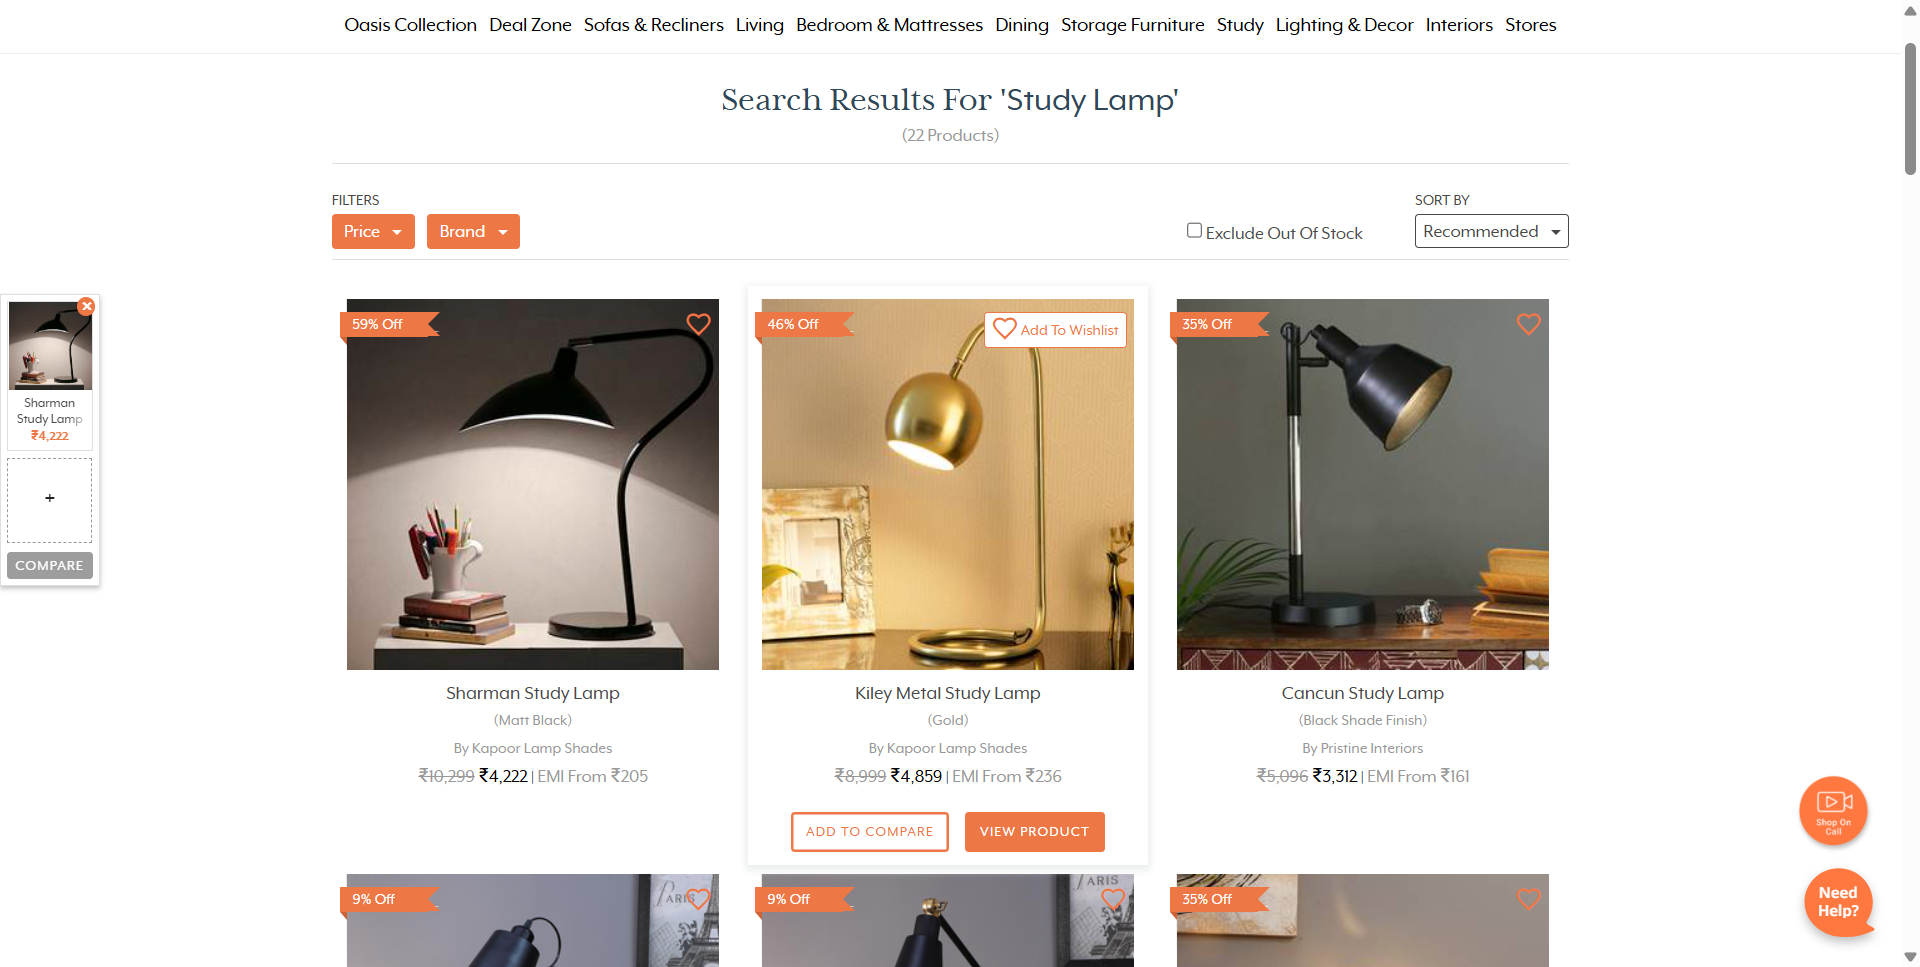 Oasis Collection Deal Zone Sofas & Recliners Living Bedroom & Mattresses Dining Storage Furniture Study Lighting & Decor Interiors Stores
Search Results For 'Study Lamp'
(22 Products)
FILTERS
Price
Brand
Exclude Out Of Stock
SORT BY
Recommended
Sharman
Study Lamp
₹4,222
+
COMPARE
59% Off
Sharman Study Lamp
(Matt Black)
By Kapoor Lamp Shades
₹10,299 ₹4,222 | EMI From ₹205
46% Off
Add To Wishlist
Kiley Metal Study Lamp
(Gold)
By Kapoor Lamp Shades
₹8,999 ₹4,859 | EMI From ₹236
ADD TO COMPARE
VIEW PRODUCT
35% Off
Cancun Study Lamp
(Black Shade Finish)
By Pristine Interiors
₹5,096 ₹3,312 | EMI From ₹161
9% Off
PARIS
9% Off
PARIS
35% Off
Shop On
Call
Need
Help?